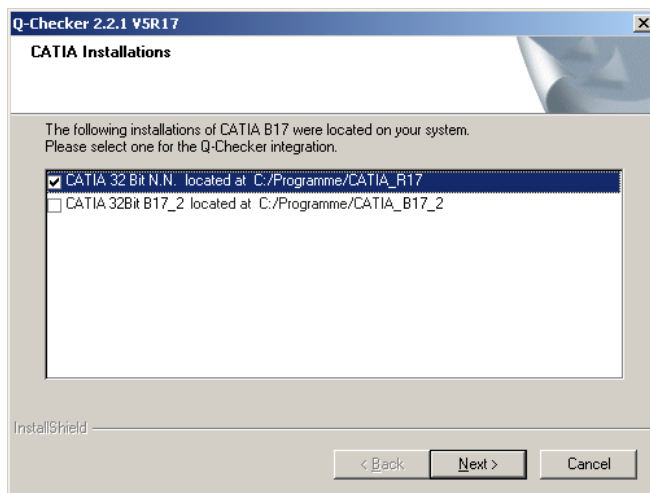 Q-Checker 2.2.1 V5R17
CATIA Installations
The following installations of CATIA B17 were located on your system.
Please select one for the Q-Checker integration.
CATIA 32 Bit N.N. located at C:/Programme/CATIA_R17
CATIA 32Bit B17_2 located at C:/Programme/CATIA_B17_2
InstallShield
< Back
Next >
Cancel